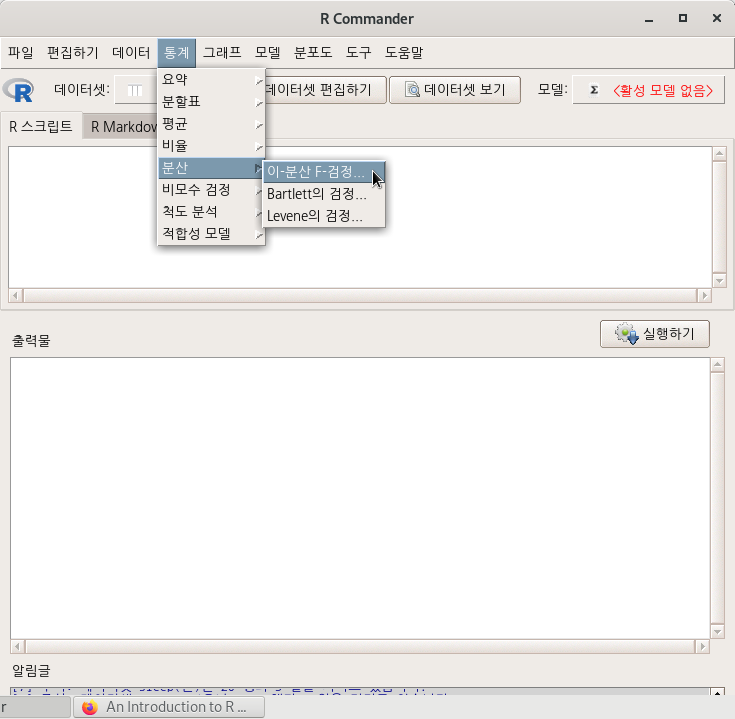 R Commander
파일 편집하기 데이터 통계 그래프 모델 분포도 도구 도움말
R 데이터셋: 데이터셋 편집하기 데이터셋 보기 모델: Σ <활성 모델 없음>
R 스크립트 R Markdov
요약
분할표
평균
비율
분산
비모수 검정
척도 분석
적합성 모델
이-분산 F-검정...
Bartlett의 검정...
Levene의 검정...
출력물
실행하기
알림글
r An Introduction to R ...